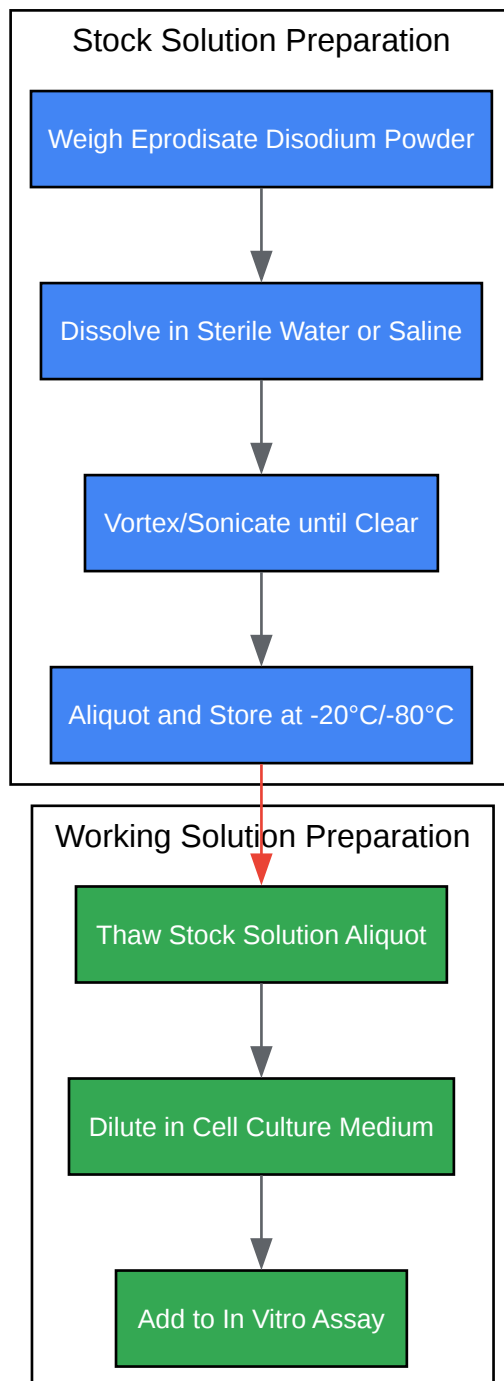 Stock Solution Preparation
Weigh Eprodisate Disodium Powder
Dissolve in Sterile Water or Saline
Vortex/Sonicate until Clear
Aliquot and Store at -20°C/-80°C
Working Solution Preparation
Thaw Stock Solution Aliquot
Dilute in Cell Culture Medium
Add to In Vitro Assay